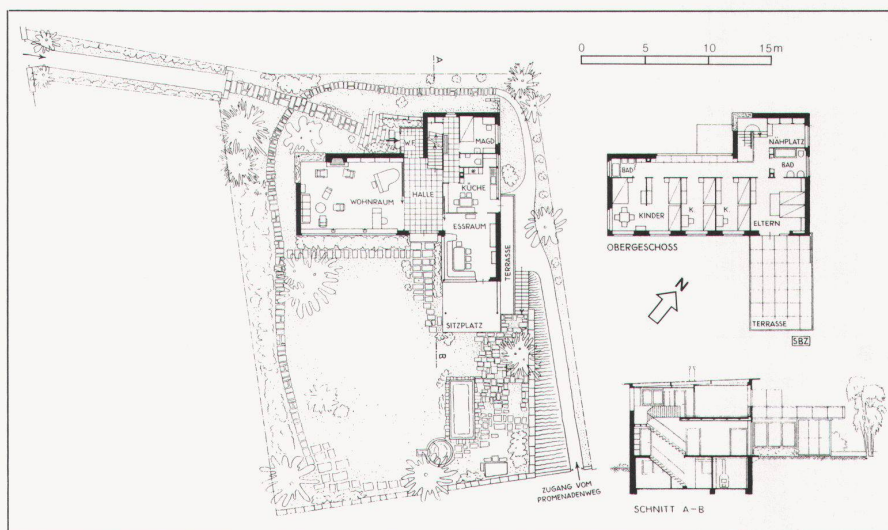 0 5 10 15m
A
W.F.
MAGD
KÜCHE
HALLE
WOHNRAUM
ESSRAUM
TERRASSE
SITZPLATZ
B
ZUGANG VOM
PROMENADENWEG
NÄHPLATZ
BAD
BAD
KINDER
K.
K.
ELTERN
OBERGESCHOSS
N
TERRASSE
SBZ
SCHNITT A-B